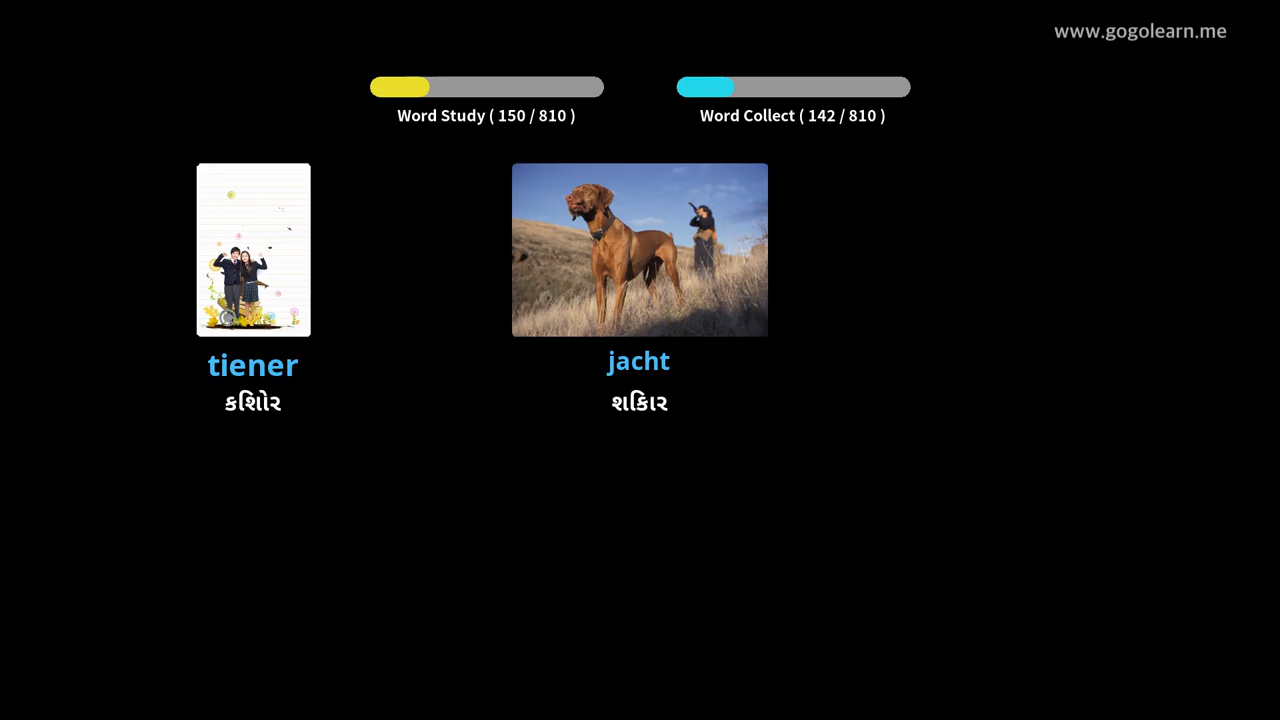 www.gogolearn.me
Word Study ( 150 / 810 )
Word Collect ( 142 / 810 )
tiener
jacht
કિશોર
શિકાર